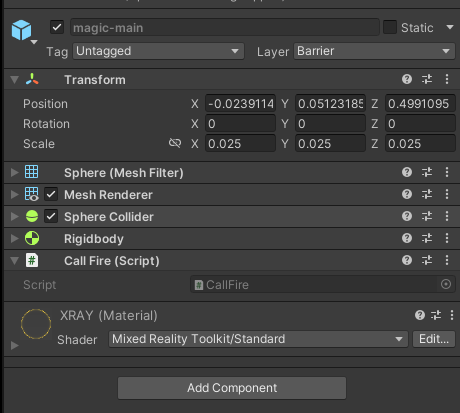 magic-main Static
Tag Untagged Layer Barrier
Transform
Position X -0.0239114 Y 0.05123185 Z 0.4991095
Rotation X 0 Y 0 Z 0
Scale X 0.025 Y 0.025 Z 0.025
Sphere (Mesh Filter)
Mesh Renderer
Sphere Collider
Rigidbody
Call Fire (Script)
Script CallFire
XRAY (Material)
Shader Mixed Reality Toolkit/Standard Edit...
Add Component